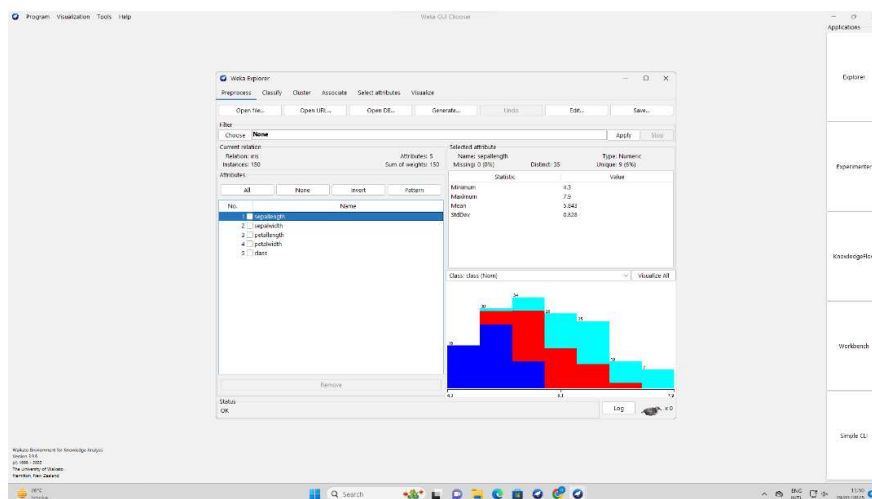 Program Visualization Tools Help
Weka GUI Chooser
Applications
Explorer
Experimenter
KnowledgeFlow
Workbench
Simple CLI
Weka Explorer
Preprocess Classify Cluster Associate Select attributes Visualize
Open file... Open URL... Open DB... Generate... Undo Edit... Save...
Filter
Choose None Apply Stop
Current relation
Relation: iris Attributes: 5
Instances: 150 Sum of weights: 150
Attributes
All None Invert Pattern
No. Name
1 sepallength
2 sepalwidth
3 petallength
4 petalwidth
5 class
Remove
Selected attribute
Name: sepallength Type: Numeric
Missing: 0 (0%) Distinct: 35 Unique: 9 (6%)
Statistic Value
Minimum 4.3
Maximum 7.9
Mean 5.843
StdDev 0.828
Class: class (Nom) Visualize All
Status
OK
Log x 0
Waikato Environment for Knowledge Analysis
The University of Waikato
Hamilton, New Zealand
Search
ENG